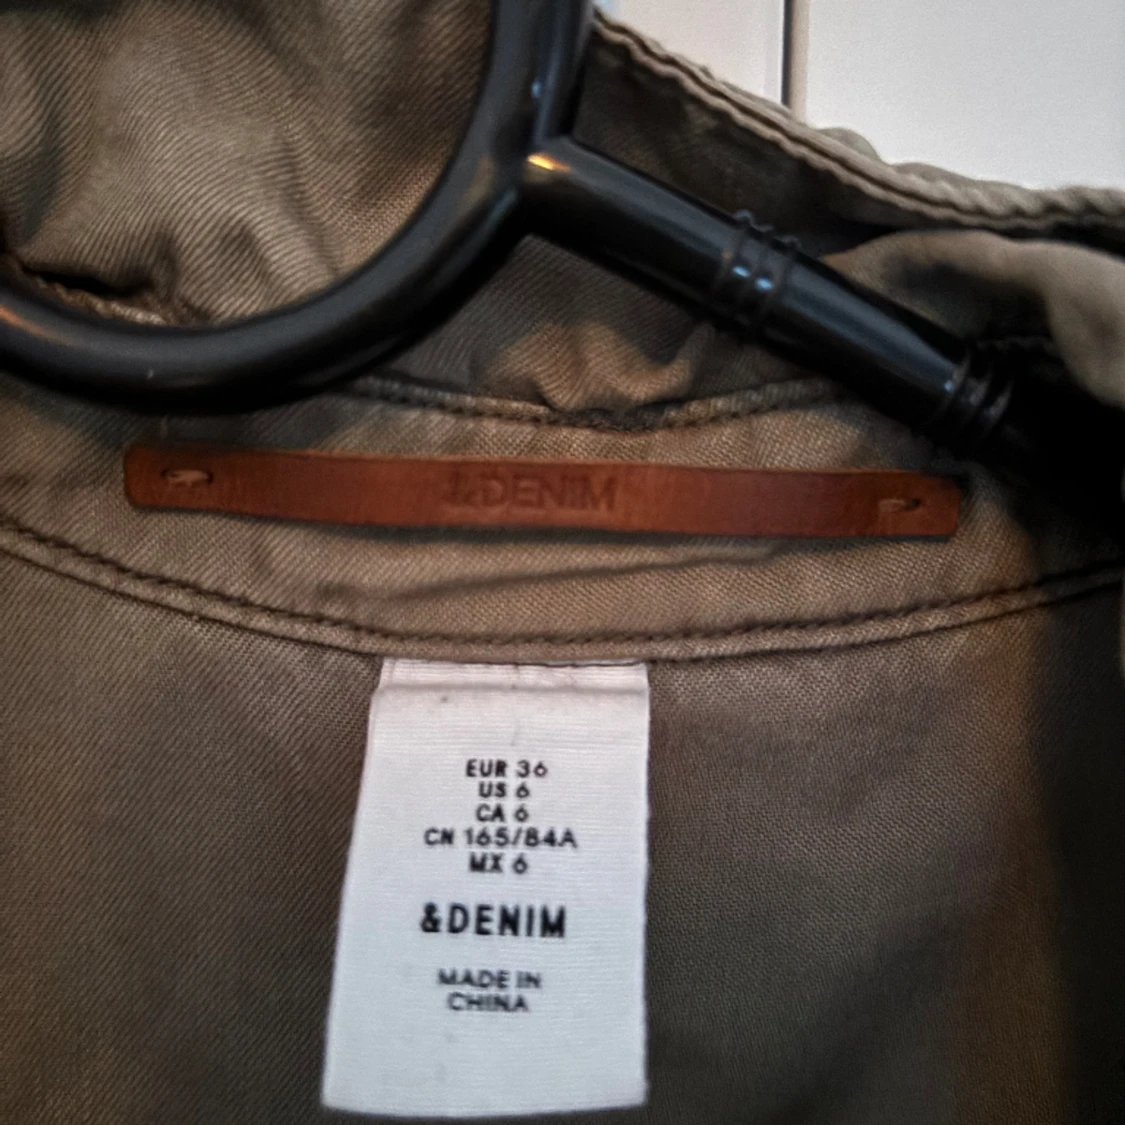 &DENIM
EUR 36
US 6
CA 6
CN 165/84A
MX 6
&DENIM
MADE IN
CHINA